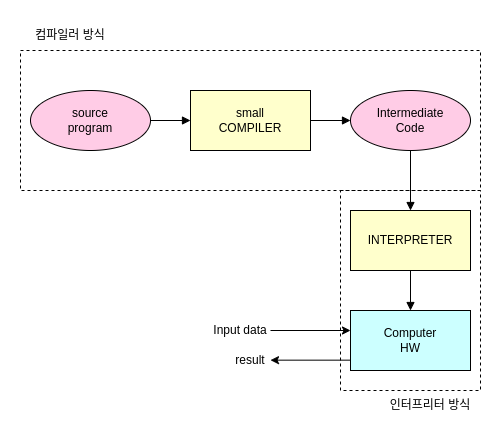 컴파일러 방식
source
program
small
COMPILER
Intermediate
Code
INTERPRETER
Input data
Computer
HW
result
인터프리터 방식